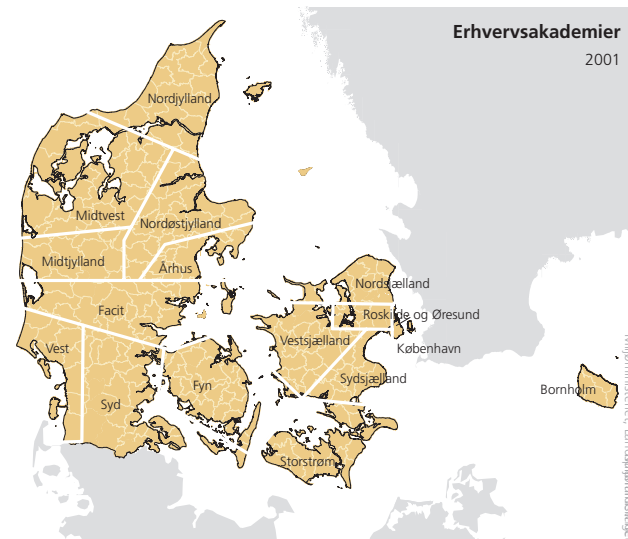 Erhvervsakademier
2001
Nordjylland
Midtvest
Nordøstjylland
Midtjylland
Århus
Facit
Vest
Syd
Fyn
Nordsjælland
Roskilde og Øresund
Vestsjælland
København
Sydsjælland
Storstrøm
Bornholm